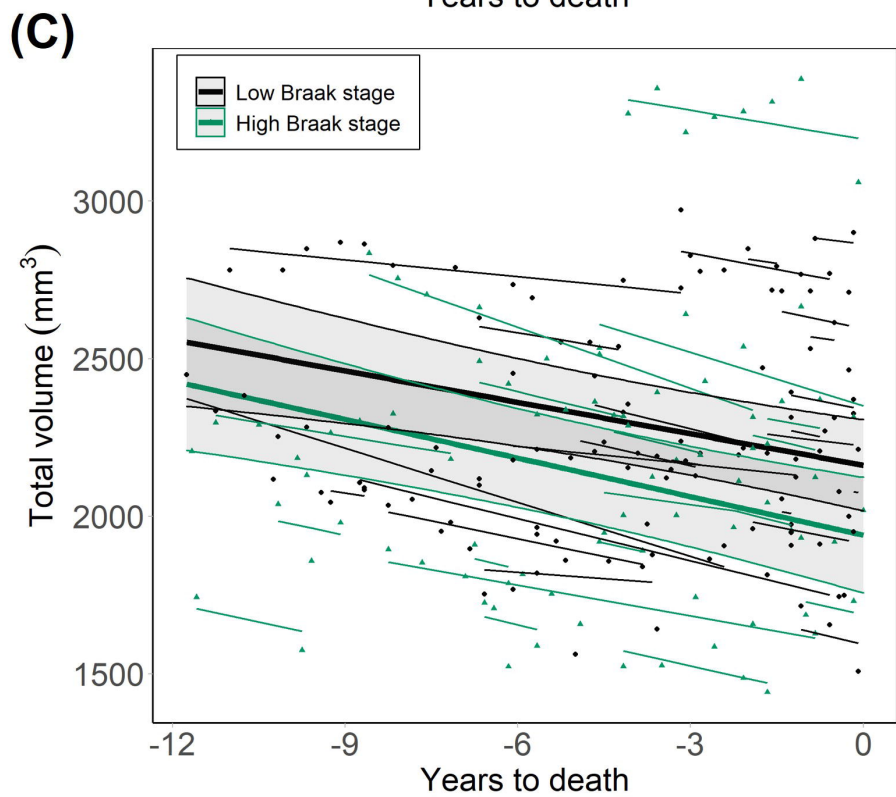 Years to death
(C)
Low Braak stage
High Braak stage
Total volume (mm³)
3000
2500
2000
1500
-12 -9 -6 -3 0
Years to death